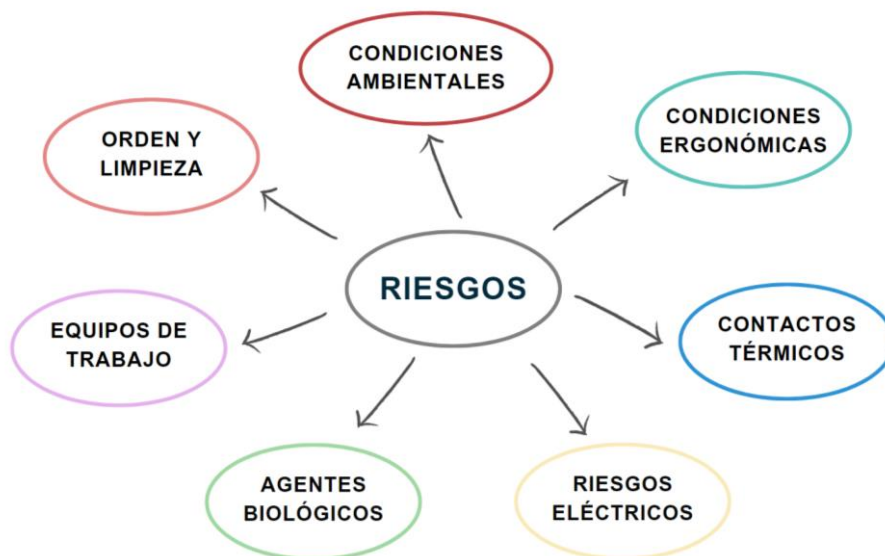 CONDICIONES
AMBIENTALES
CONDICIONES
ERGONÓMICAS
ORDEN Y
LIMPIEZA
RIESGOS
EQUIPOS DE
TRABAJO
CONTACTOS
TÉRMICOS
AGENTES
BIOLÓGICOS
RIESGOS
ELÉCTRICOS